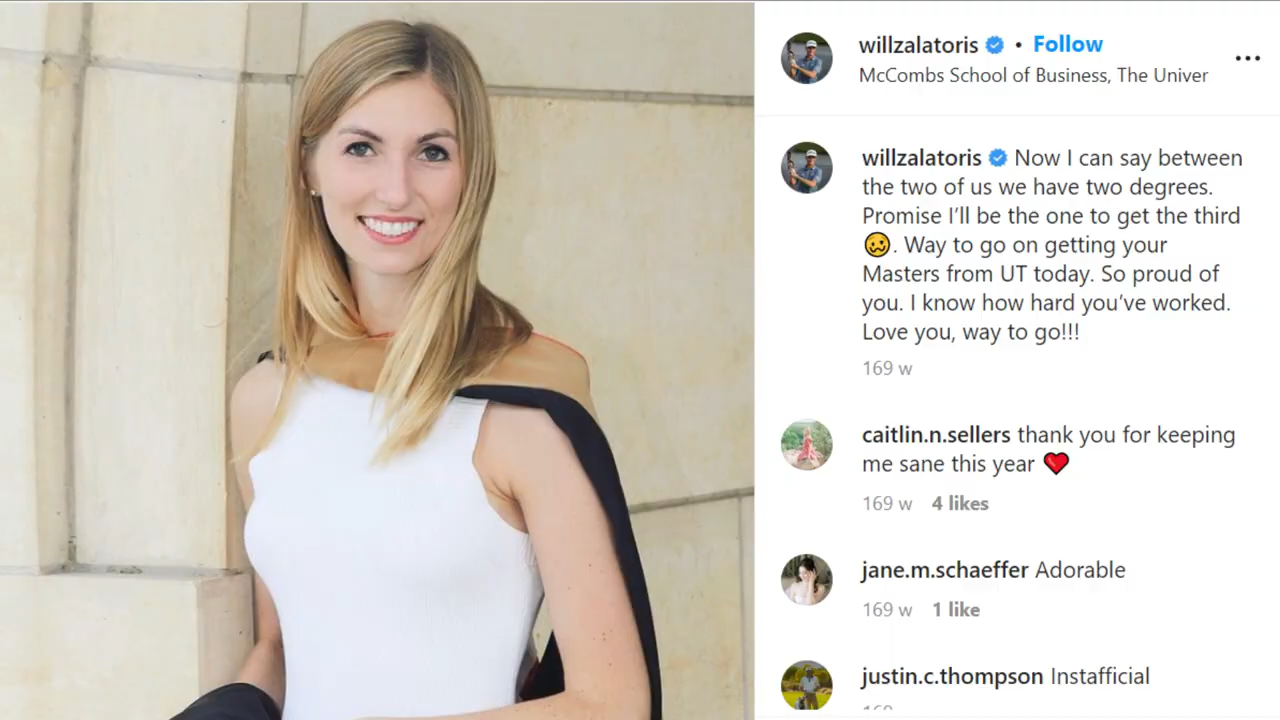 willzalatoris • Follow
McCombs School of Business, The Univer
willzalatoris Now I can say between
the two of us we have two degrees.
Promise I'll be the one to get the third
🥴. Way to go on getting your
Masters from UT today. So proud of
you. I know how hard you've worked.
Love you, way to go!!!
169 w
caitlin.n.sellers thank you for keeping
me sane this year ❤️
169 w 4 likes
jane.m.schaeffer Adorable
169 w 1 like
justin.c.thompson Instafficial